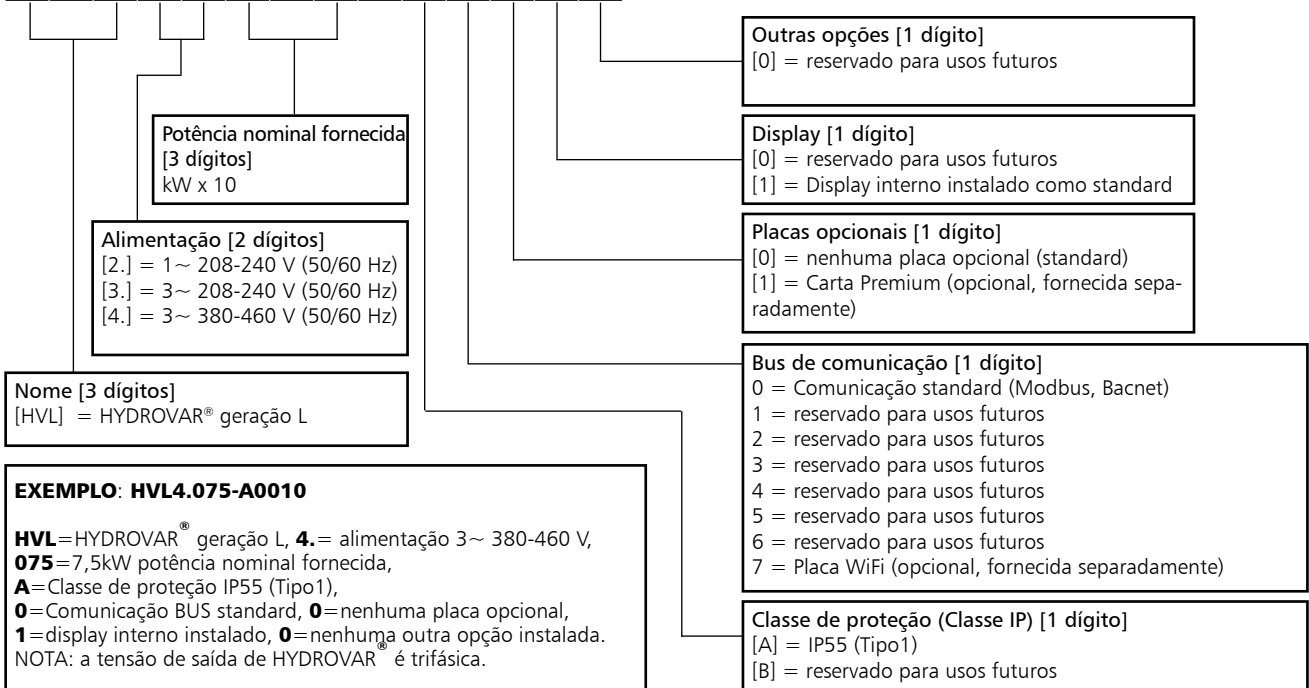 Outras opções [1 dígito]
[0] = reservado para usos futuros
Potência nominal fornecida
[3 dígitos]
kW x 10
Display [1 dígito]
[0] = reservado para usos futuros
[1] = Display interno instalado como standard
Alimentação [2 dígitos]
[2.] = 1~ 208-240 V (50/60 Hz)
[3.] = 3~ 208-240 V (50/60 Hz)
[4.] = 3~ 380-460 V (50/60 Hz)
Placas opcionais [1 dígito]
[0] = nenhuma placa opcional (standard)
[1] = Carta Premium (opcional, fornecida sepa-
radamente)
Nome [3 dígitos]
[HVL] = HYDROVAR® geração L
Bus de comunicação [1 dígito]
0 = Comunicação standard (Modbus, Bacnet)
1 = reservado para usos futuros
2 = reservado para usos futuros
3 = reservado para usos futuros
4 = reservado para usos futuros
5 = reservado para usos futuros
6 = reservado para usos futuros
7 = Placa WiFi (opcional, fornecida separadamente)
EXEMPLO: HVL4.075-A0010
HVL=HYDROVAR® geração L, 4.= alimentação 3~ 380-460 V,
075=7,5kW potência nominal fornecida,
A=Classe de proteção IP55 (Tipo1),
0=Comunicação BUS standard, 0=nenhuma placa opcional,
1=display interno instalado, 0=nenhuma outra opção instalada.
NOTA: a tensão de saída de HYDROVAR® é trifásica.
Classe de proteção (Classe IP) [1 dígito]
[A] = IP55 (Tipo1)
[B] = reservado para usos futuros